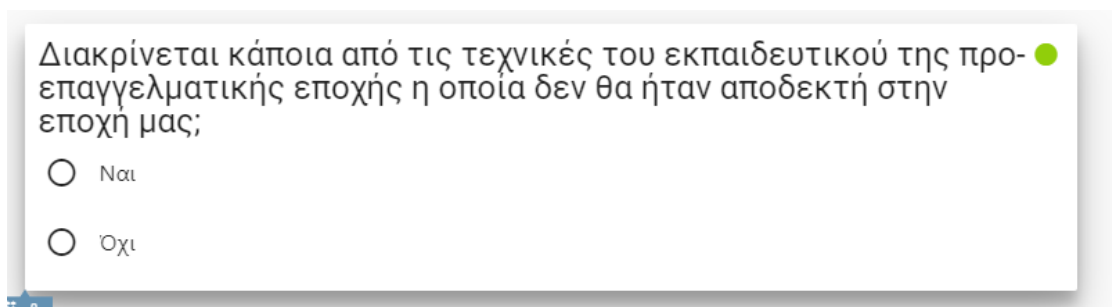 Διακρίνεται κάποια από τις τεχνικές του εκπαιδευτικού της προ-
επαγγελματικής εποχής η οποία δεν θα ήταν αποδεκτή στην
εποχή μας;
Ναι
Όχι